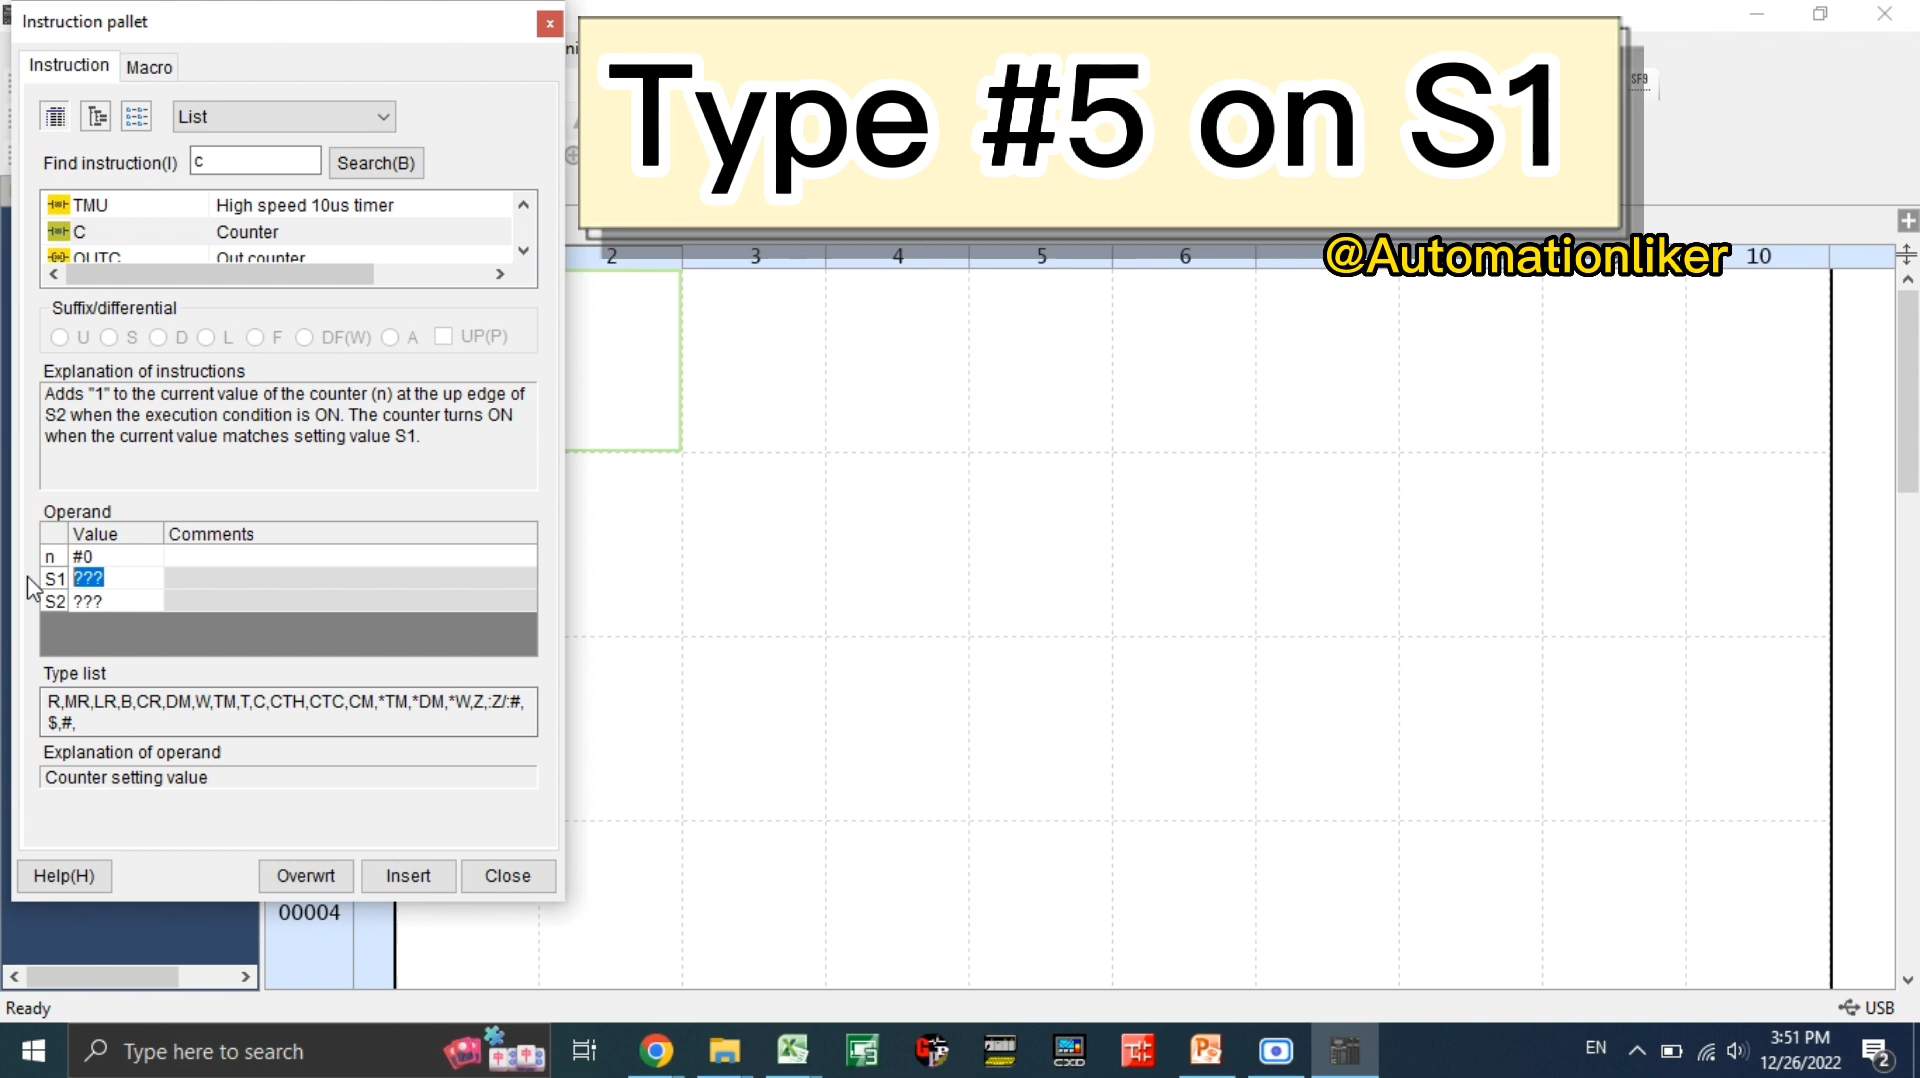 Instruction pallet
x
Type #5 on S1
@Automationliker
Instruction
Macro
List
Find instruction(I)
c
Search(B)
TMU
High speed 10us timer
C
Counter
OUTC
Out counter
Suffix/differential
U S D L F DF(W) A UP(P)
Explanation of instructions
Adds "1" to the current value of the counter (n) at the up edge of
S2 when the execution condition is ON. The counter turns ON
when the current value matches setting value S1.
Operand
Value
Comments
n #0
S1 ???
S2 ???
Type list
R,MR,LR,B,CR,DM,W,TM,T,C,CTH,CTC,CM,*TM,*DM,*W,Z,:Z/:#,
$,#,
Explanation of operand
Counter setting value
Help(H)
Overwrt
Insert
Close
SF9
2 3 4 5 6 10
00004
Ready
USB
Type here to search
EN
3:51 PM
12/26/2022
2